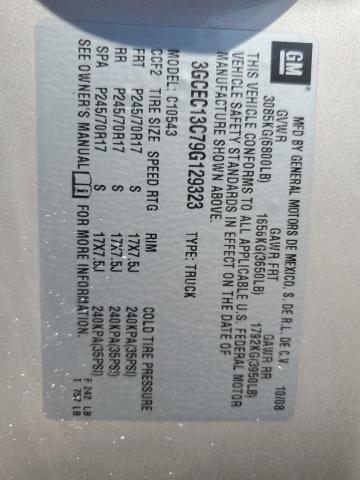 GM
MFD BY GENERAL MOTORS DE MEXICO, S. DE R.L. DE C.V. 10/08
GVWR GAWR FRT GAWR RR
3085KG(6800LB) 1656KG(3650LB) 1792KG(3950LB)
THIS VEHICLE CONFORMS TO ALL APPLICABLE U.S. FEDERAL MOTOR
VEHICLE SAFETY STANDARDS IN EFFECT ON THE DATE OF
MANUFACTURE SHOWN ABOVE.
3GCEC13C79G129323 TYPE: TRUCK
MODEL: C10543
CCF2 TIRE SIZE SPEED RTG RIM COLD TIRE PRESSURE
FRT P245/70R17 S 17X7.5J 240KPA(35PSI)
RR P245/70R17 S 17X7.5J 240KPA(35PSI)
SPA P245/70R17 S 17X7.5J 240KPA(35PSI)
SEE OWNER'S MANUAL i FOR MORE INFORMATION.
F 242 LB
T 757 LB